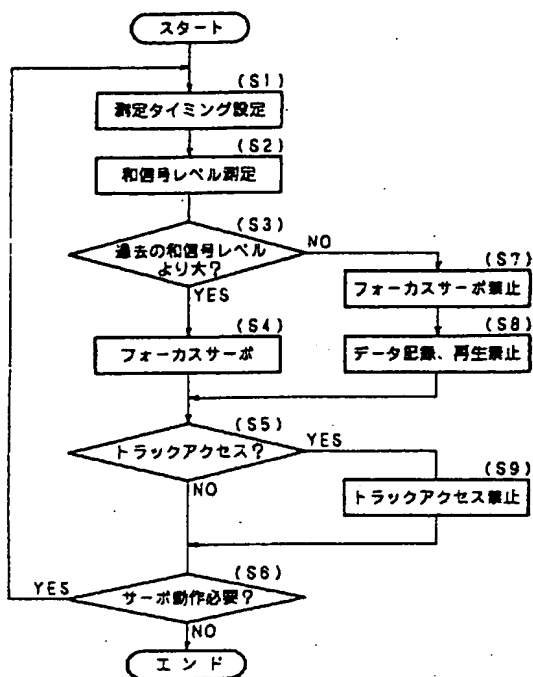 スタート
(S1)
測定タイミング設定
(S2)
和信号レベル測定
(S3)
過去の和信号レベル
より大?
NO
YES
(S7)
フォーカスサーボ禁止
(S4)
フォーカスサーボ
(S8)
データ記録、再生禁止
(S5)
トラックアクセス?
YES
NO
(S9)
トラックアクセス禁止
(S6)
サーボ動作必要?
YES
NO
エンド